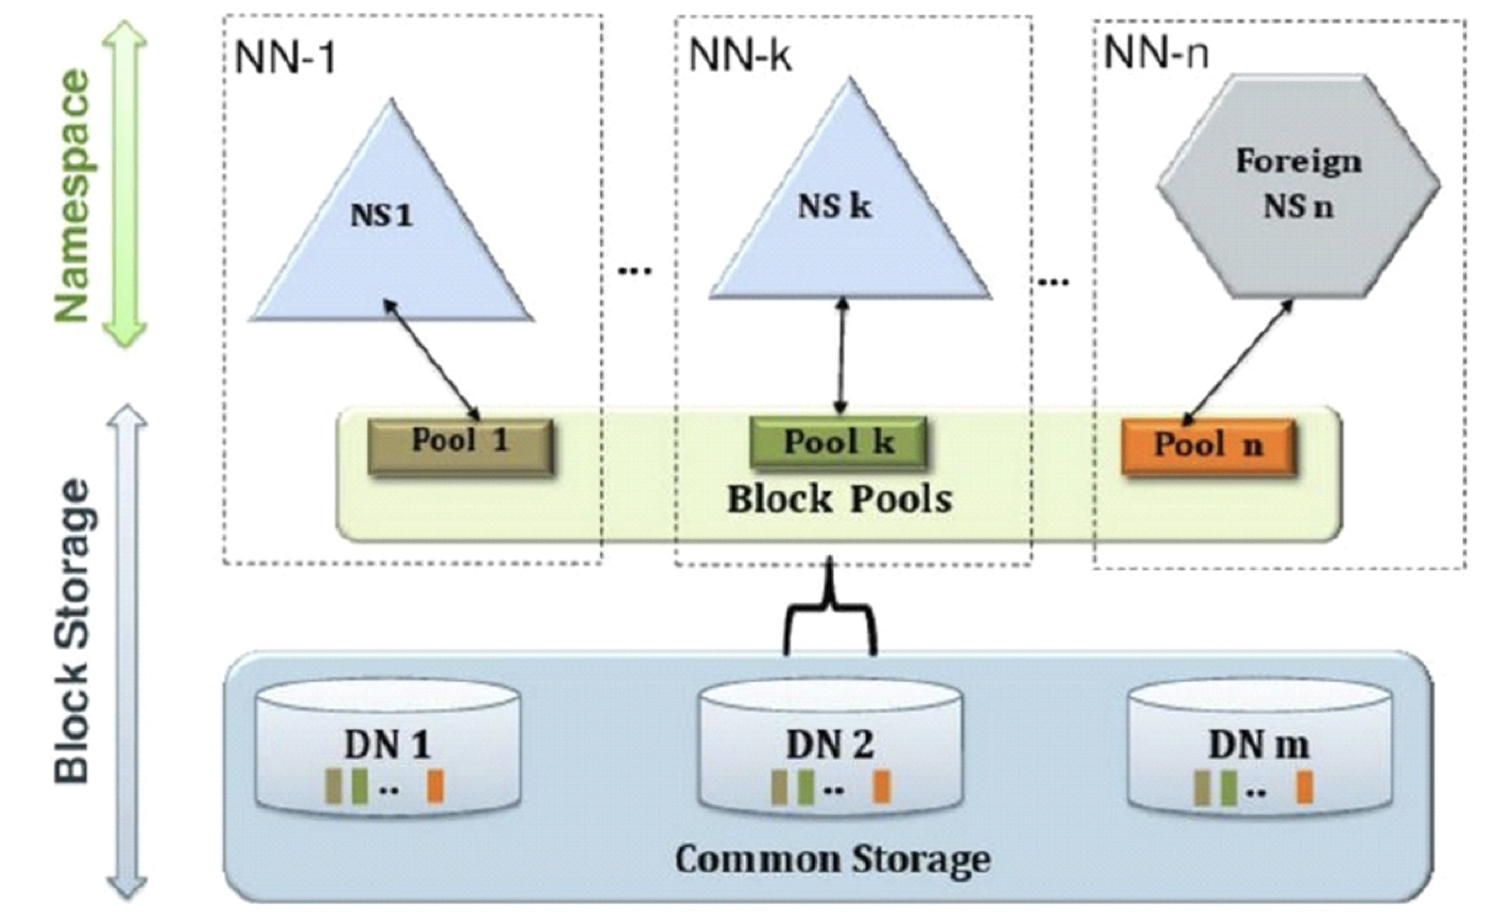 NN-1
NN-k
NN-n
Namespace
NS1
NS k
Foreign
NS n
...
...
Pool 1
Pool k
Pool n
Block Pools
Block Storage
DN 1
DN 2
DN m
..
..
..
Common Storage